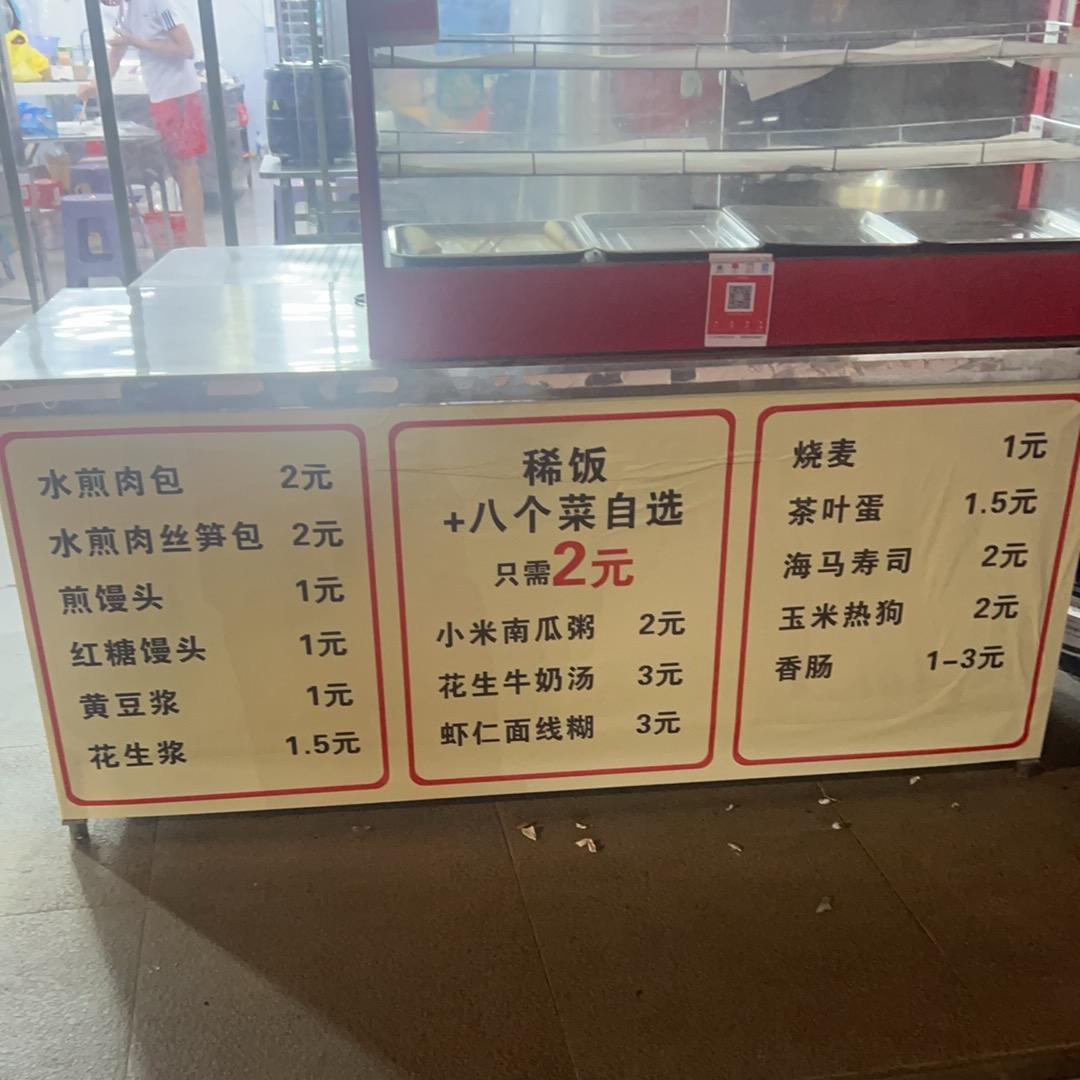 水煎肉包 2元
水煎肉丝笋包 2元
煎馒头 1元
红糖馒头 1元
黄豆浆 1元
花生浆 1.5元
稀饭
+八个菜自选
只需2元
小米南瓜粥 2元
花生牛奶汤 3元
虾仁面线糊 3元
烧麦 1元
茶叶蛋 1.5元
海马寿司 2元
玉米热狗 2元
香肠 1-3元